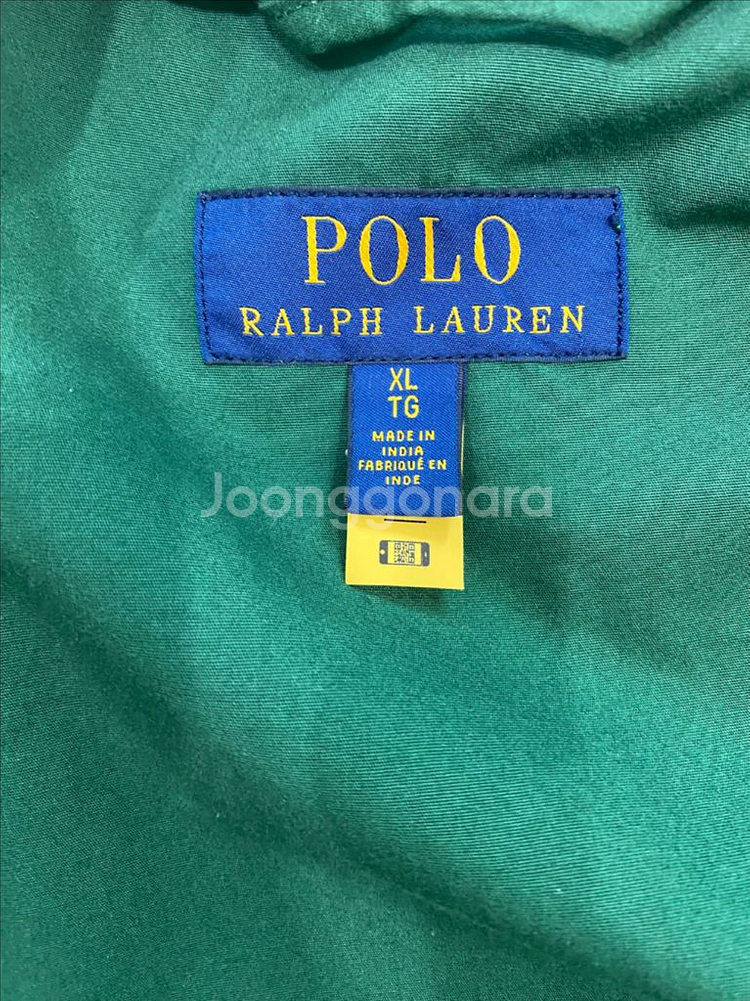 POLO
RALPH LAUREN
XL
TG
MADE IN
INDIA
FABRIQUÉ EN
INDE
Joonggonara